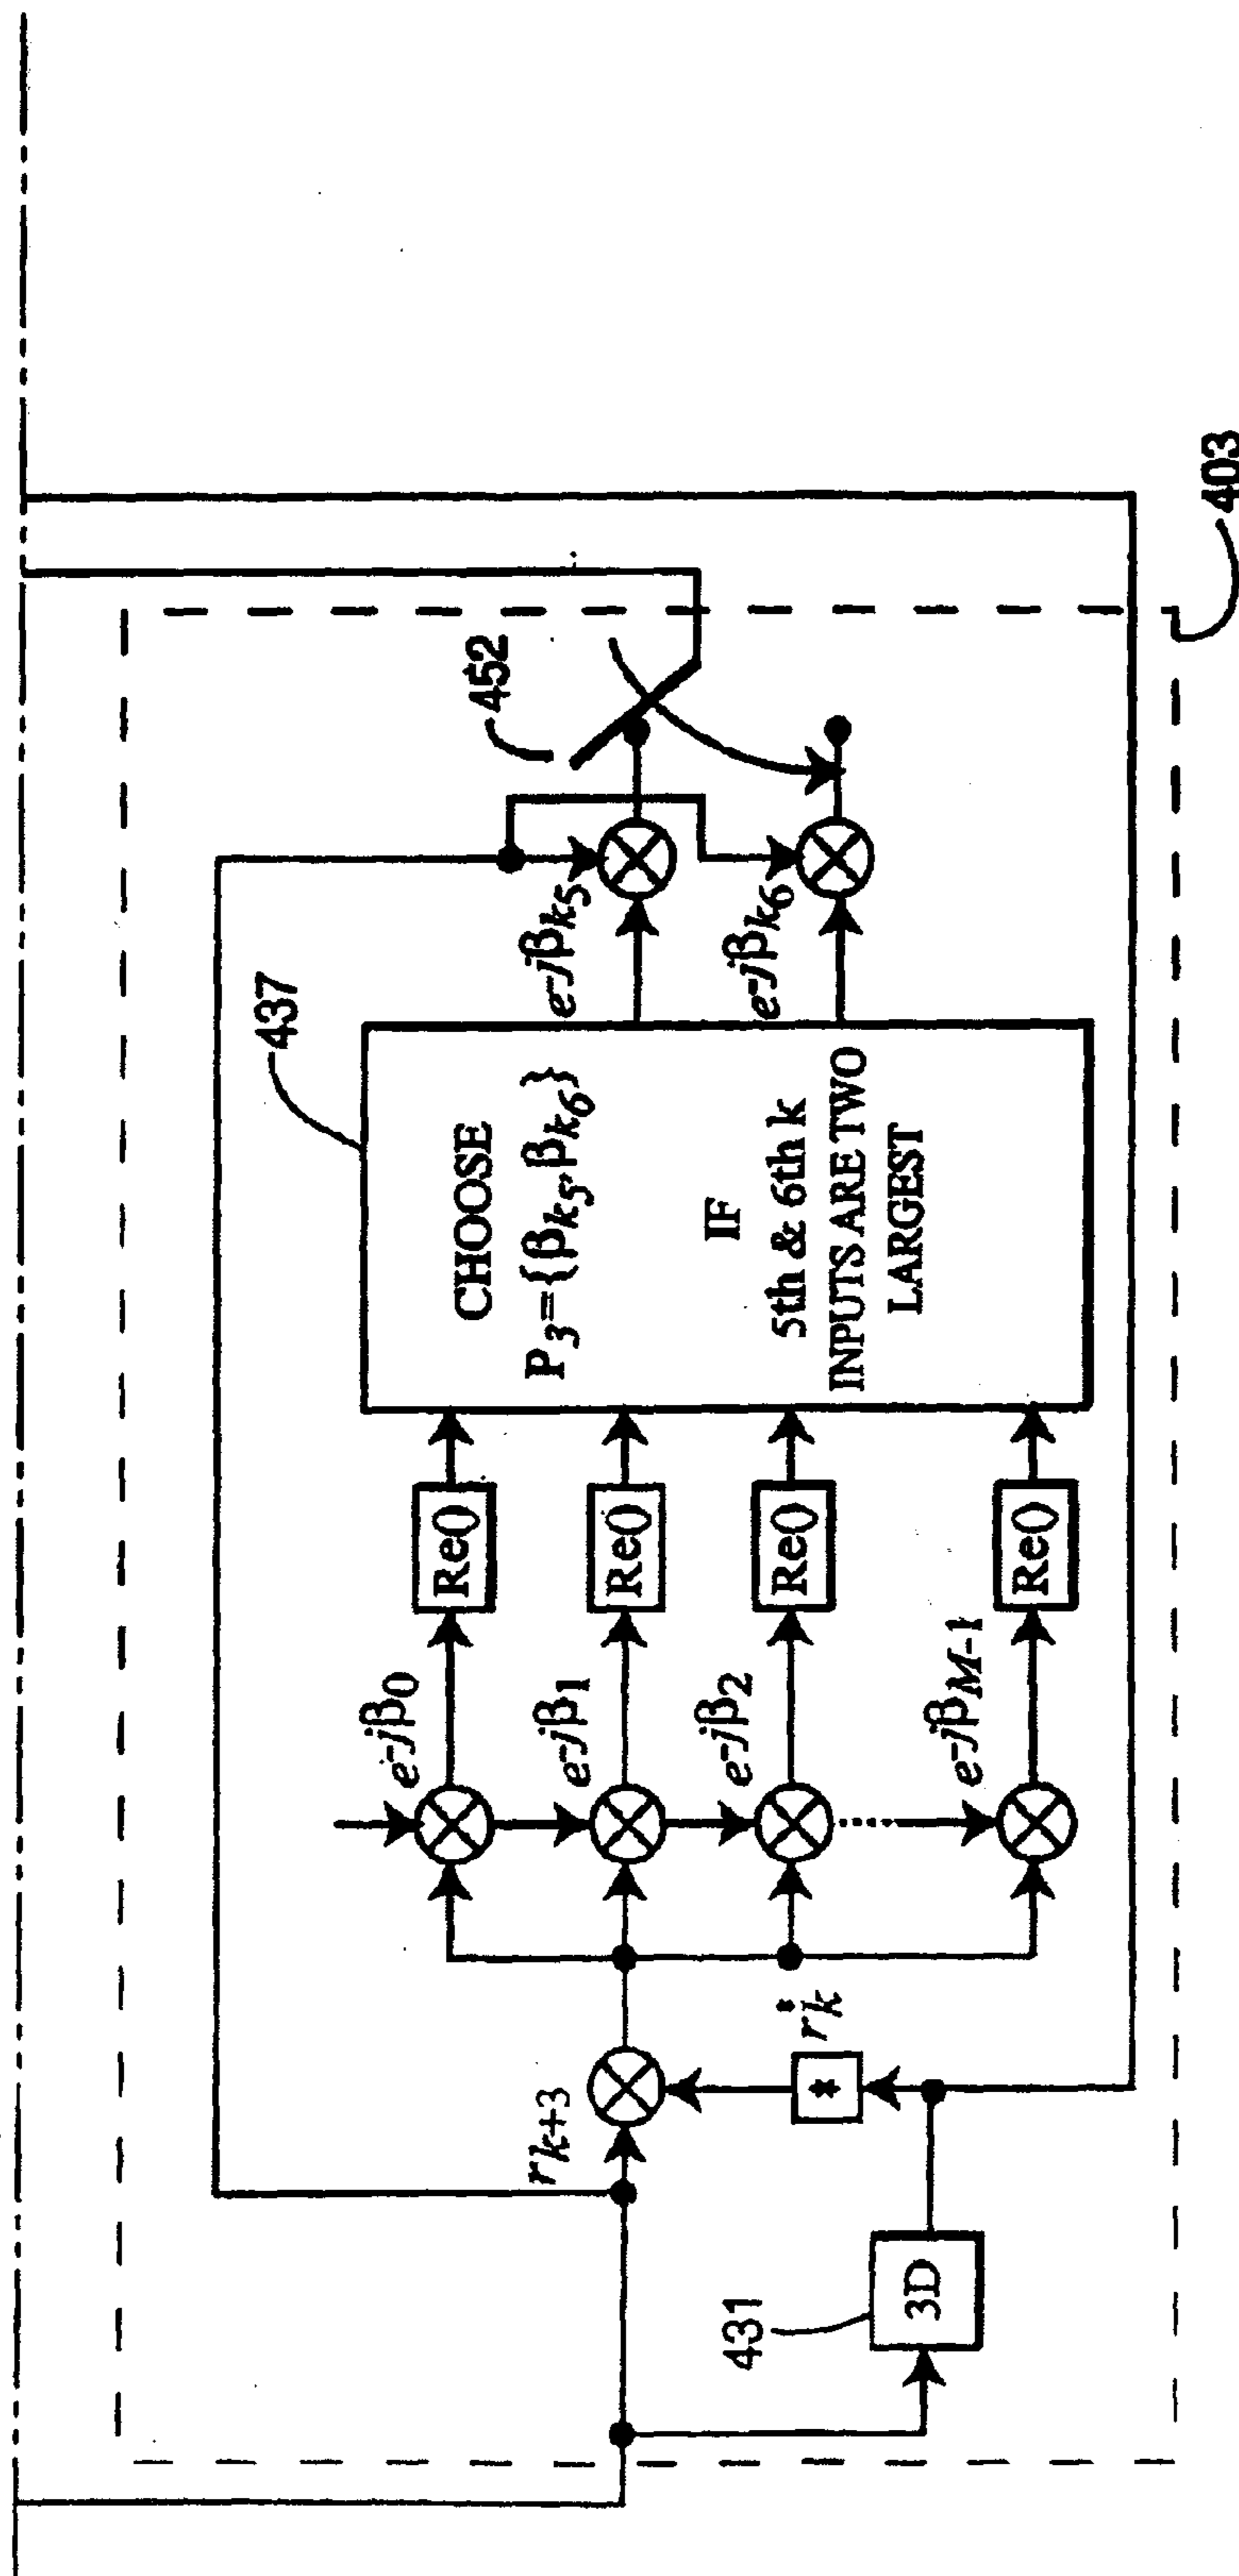 403
452
437
e-jβk5
e-jβk6
CHOOSE
P3={βk5,βk6}
IF
5th & 6th k
INPUTS ARE TWO
LARGEST
Re()
Re()
Re()
Re()
e-jβ0
e-jβ1
e-jβ2
e-jβM-1
rk+3
*
rk*
431
3D